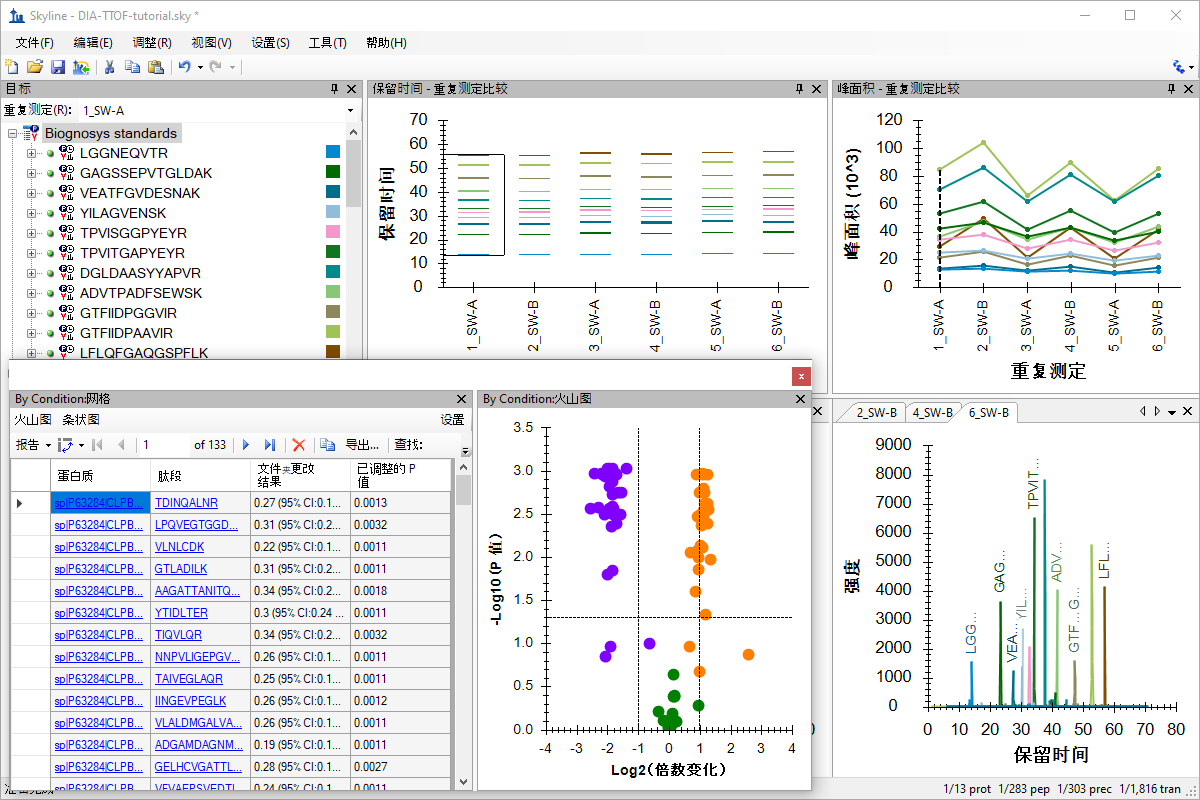 Skyline - DIA-TTOF-tutorial.sky *
文件(F) 编辑(E) 调整(R) 视图(V) 设置(S) 工具(T) 帮助(H)
目标
重复测定(R): 1_SW-A
Biognosys standards
LGGNEQVTR
GAGSSEPVTGLDAK
VEATFGVDESNAK
YILAGVENSK
TPVISGGPYEYR
TPVITGAPYEYR
DGLDAASYYAPVR
ADVTPADFSEWSK
GTFIIDPGGVIR
GTFIIDPAAVIR
LFLQFGAQGSPFLK
保留时间 - 重复测定比较
保留时间
70
60
50
40
30
20
10
0
1_SW-A
2_SW-B
3_SW-A
4_SW-B
5_SW-A
6_SW-B
峰面积 - 重复测定比较
峰面积 (10^3)
120
100
80
60
40
20
0
1_SW-A
2_SW-B
3_SW-A
4_SW-B
5_SW-A
6_SW-B
重复测定
By Condition:网格
火山图 条状图 设置
报告 1 of 133 导出... 查找:
蛋白质 肽段 文件夹更改结果 已调整的 P 值
sp|P63284|CLPB... TDINQALNR 0.27 (95% CI:0.1... 0.0013
sp|P63284|CLPB... LPQVEGTGGD... 0.31 (95% CI:0.2... 0.0032
sp|P63284|CLPB... VLNLCDK 0.22 (95% CI:0.1... 0.0011
sp|P63284|CLPB... GTLADILK 0.31 (95% CI:0.2... 0.0011
sp|P63284|CLPB... AAGATTANITQ... 0.34 (95% CI:0.2... 0.0018
sp|P63284|CLPB... YTIDLTER 0.3 (95% CI:0.24 ... 0.0011
sp|P63284|CLPB... TIQVLQR 0.34 (95% CI:0.2... 0.0032
sp|P63284|CLPB... NNPVLIGEPGV... 0.26 (95% CI:0.1... 0.0011
sp|P63284|CLPB... TAIVEGLAQR 0.25 (95% CI:0.1... 0.0011
sp|P63284|CLPB... IINGEVPEGLK 0.26 (95% CI:0.1... 0.0012
sp|P63284|CLPB... VLALDMGALVA... 0.26 (95% CI:0.1... 0.0011
sp|P63284|CLPB... ADGAMDAGNM... 0.19 (95% CI:0.1... 0.0011
sp|P63284|CLPB... GELHCVGATTL... 0.28 (95% CI:0.1... 0.0027
By Condition:火山图
-Log10(P 值)
3.5
3.0
2.5
2.0
1.5
1.0
0.5
0.0
-4 -3 -2 -1 0 1 2 3 4
Log2(倍数变化)
2_SW-B 4_SW-B 6_SW-B
强度
9000
8000
7000
6000
5000
4000
3000
2000
1000
0
LGG...
GAG...
VEA...
YIL...
TPVIT...
ADV...
GTF...
G...
LFL...
0 10 20 30 40 50 60 70 80
保留时间
1/13 prot 1/283 pep 1/303 prec 1/1,816 tran